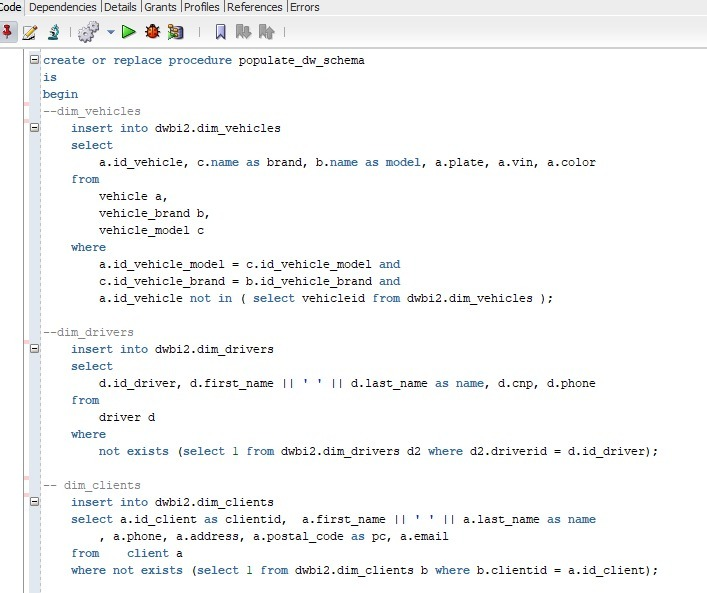 Code Dependencies Details Grants Profiles References Errors
create or replace procedure populate_dw_schema
is
begin
--dim_vehicles
insert into dwbi2.dim_vehicles
select
a.id_vehicle, c.name as brand, b.name as model, a.plate, a.vin, a.color
from
vehicle a,
vehicle_brand b,
vehicle_model c
where
a.id_vehicle_model = c.id_vehicle_model and
c.id_vehicle_brand = b.id_vehicle_brand and
a.id_vehicle not in ( select vehicleid from dwbi2.dim_vehicles );
--dim_drivers
insert into dwbi2.dim_drivers
select
d.id_driver, d.first_name || ' ' || d.last_name as name, d.cnp, d.phone
from
driver d
where
not exists (select 1 from dwbi2.dim_drivers d2 where d2.driverid = d.id_driver);
-- dim_clients
insert into dwbi2.dim_clients
select a.id_client as clientid,  a.first_name || ' ' || a.last_name as name
, a.phone, a.address, a.postal_code as pc, a.email
from    client a
where not exists (select 1 from dwbi2.dim_clients b where b.clientid = a.id_client);